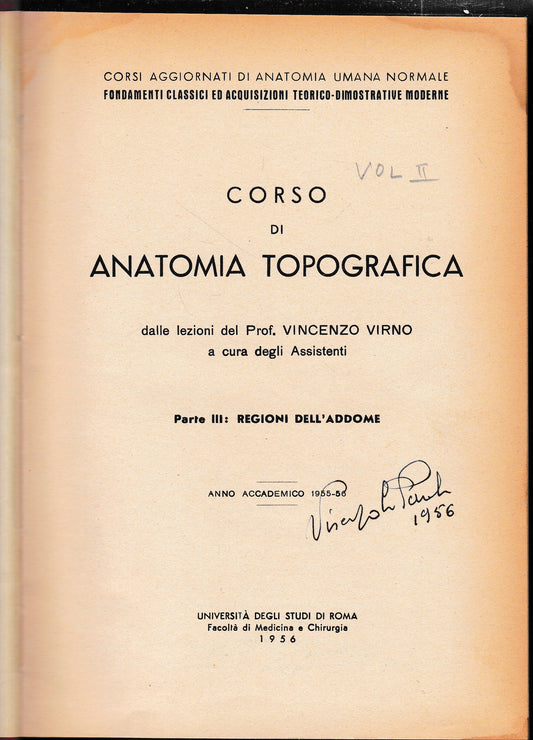 CORSI AGGIORNATI DI ANATOMIA UMANA NORMALE
FONDAMENTI CLASSICI ED ACQUISIZIONI TEORICO-DIMOSTRATIVE MODERNE
VOL II
CORSO
DI
ANATOMIA TOPOGRAFICA
dalle lezioni del Prof. VINCENZO VIRNO
a cura degli Assistenti
Parte III: REGIONI DELL'ADDOME
ANNO ACCADEMICO 1955-56
1956
UNIVERSITÀ DEGLI STUDI DI ROMA
Facoltà di Medicina e Chirurgia
1956